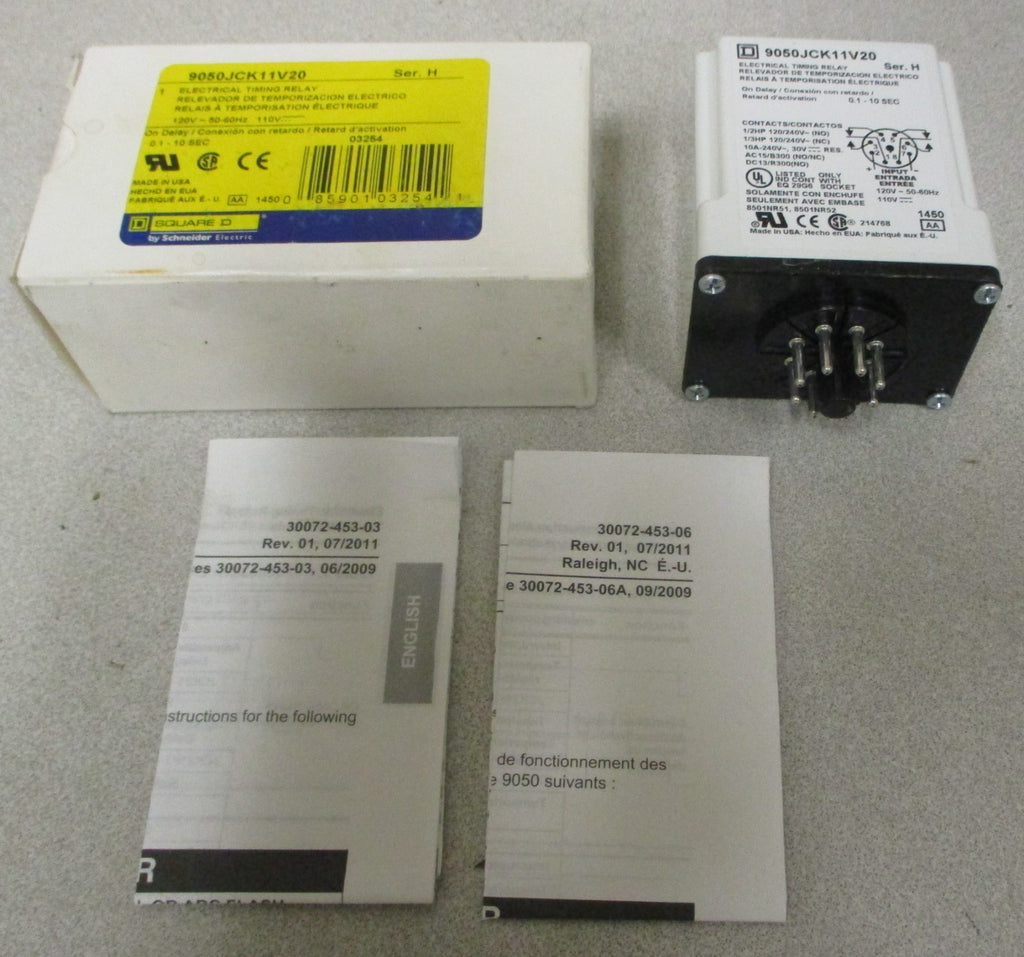 9050JCK11V20 Ser. H
1 ELECTRICAL TIMING RELAY
RELEVADOR DE TEMPORIZACION ELECTRICO
RELAIS À TEMPORISATION ÉLECTRIQUE
120V ~ 50-60Hz 110V
On Delay / Conexión con retardo / Retard d'activation
0.1 - 10 SEC 03254
MADE IN USA
HECHO EN EUA
FABRIQUÉ AUX É.-U. AA 1450
0 85901 03254 1
D SQUARE D
by Schneider Electric
D 9050JCK11V20
ELECTRICAL TIMING RELAY Ser. H
RELEVADOR DE TEMPORIZACION ELECTRICO
RELAIS À TEMPORISATION ÉLECTRIQUE
On Delay / Conexión con retardo /
Retard d'activation 0.1 - 10 SEC
CONTACTS/CONTACTOS
1/2HP 120/240V~ (NO)
1/3HP 120/240V~ (NC)
10A-240V~, 30V RES.
AC15/B300 (NO/NC)
DC13/R300(NO)
INPUT
ENTRADA
ENTRÉE
120V ~ 50-60Hz
110V
UL LISTED ONLY
IND CONT WITH
EQ 29G6 SOCKET
SOLAMENTE CON ENCHUFE
SEULEMENT AVEC EMBASE
8501NR51, 8501NR52
CE 214768 1450
AA
Made in USA: Hecho en EUA: Fabriqué aux É.-U.
30072-453-03
Rev. 01, 07/2011
es 30072-453-03, 06/2009
ENGLISH
structions for the following
R
30072-453-06
Rev. 01, 07/2011
Raleigh, NC É.-U.
e 30072-453-06A, 09/2009
de fonctionnement des
e 9050 suivants :